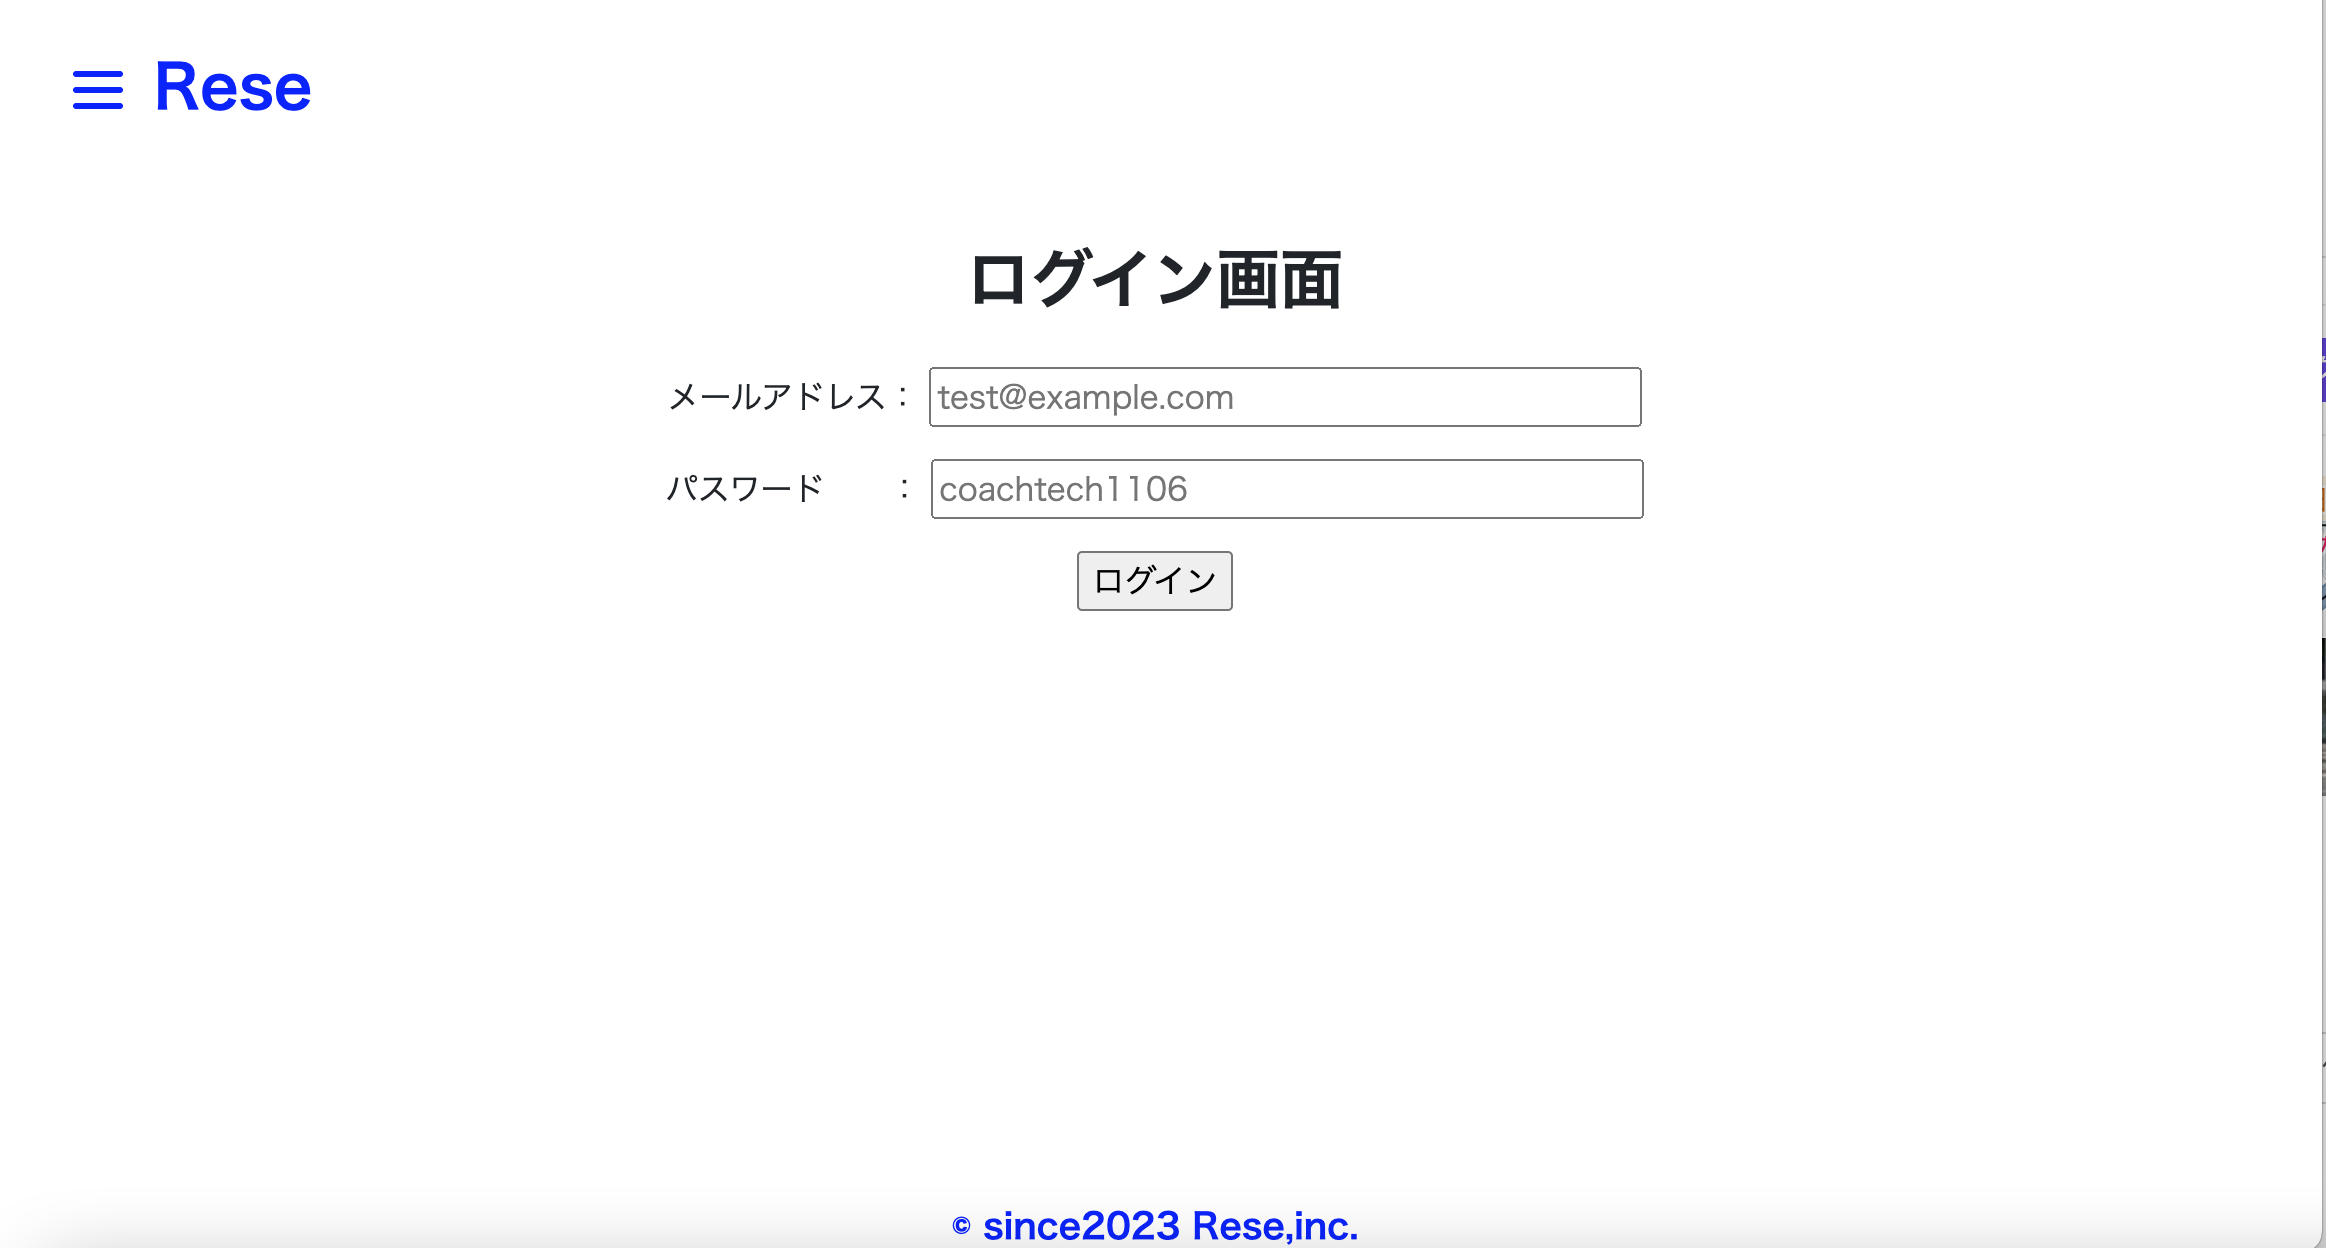 Rese
ログイン画面
メールアドレス： test@example.com
パスワード　　： coachtech1106
ログイン
© since2023 Rese,inc.